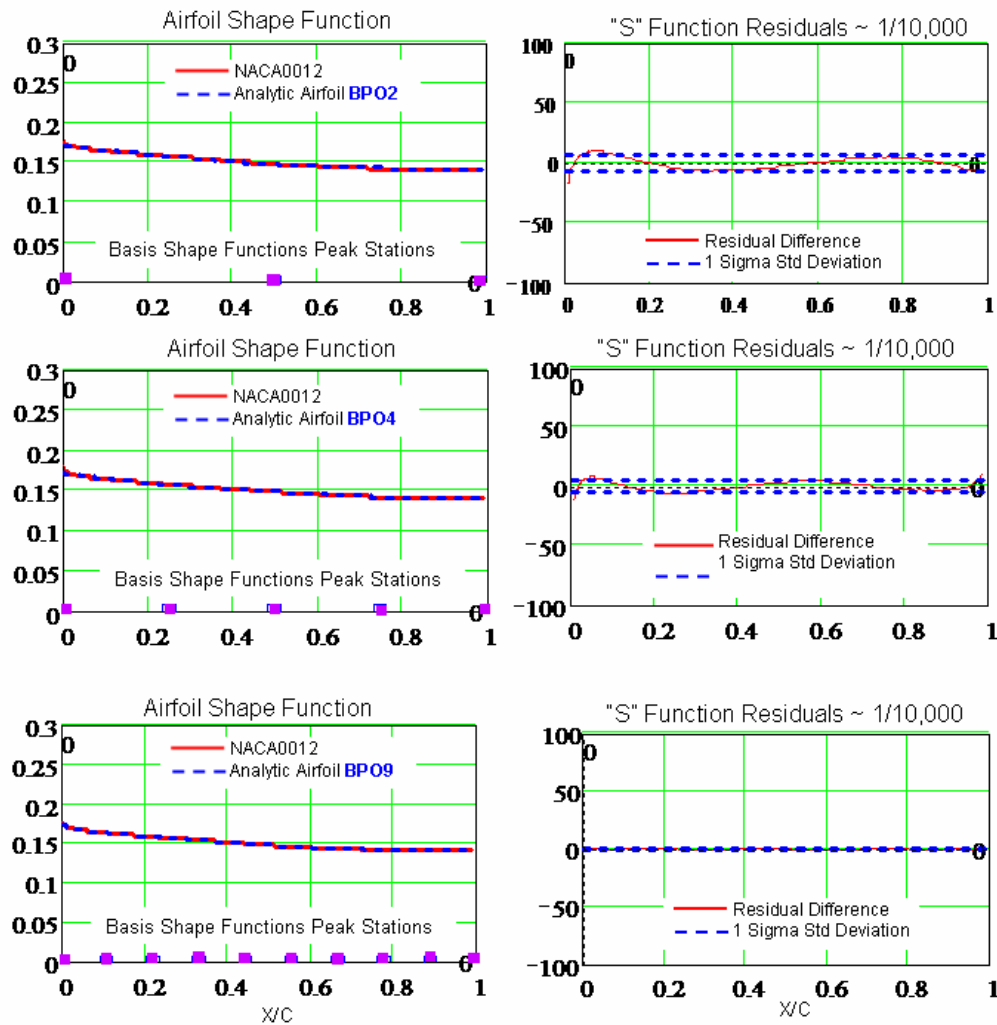 Airfoil Shape Function
0.3
0.25
0.2
0.15
0.1
0.05
0
0
NACA0012
Analytic Airfoil BPO2
Basis Shape Functions Peak Stations
0
0 0.2 0.4 0.6 0.8 1
"S" Function Residuals ~ 1/10,000
100
50
0
−50
−100
0
0
Residual Difference
1 Sigma Std Deviation
0 0.2 0.4 0.6 0.8 1
Airfoil Shape Function
0.3
0.25
0.2
0.15
0.1
0.05
0
0
NACA0012
Analytic Airfoil BPO4
Basis Shape Functions Peak Stations
0
0 0.2 0.4 0.6 0.8 1
"S" Function Residuals ~ 1/10,000
100
50
0
−50
−100
0
0
Residual Difference
1 Sigma Std Deviation
0 0.2 0.4 0.6 0.8 1
Airfoil Shape Function
0.3
0.25
0.2
0.15
0.1
0.05
0
0
NACA0012
Analytic Airfoil BPO9
Basis Shape Functions Peak Stations
0
0 0.2 0.4 0.6 0.8 1
X/C
"S" Function Residuals ~ 1/10,000
100
50
0
−50
−100
0
0
Residual Difference
1 Sigma Std Deviation
0 0.2 0.4 0.6 0.8 1
X/C